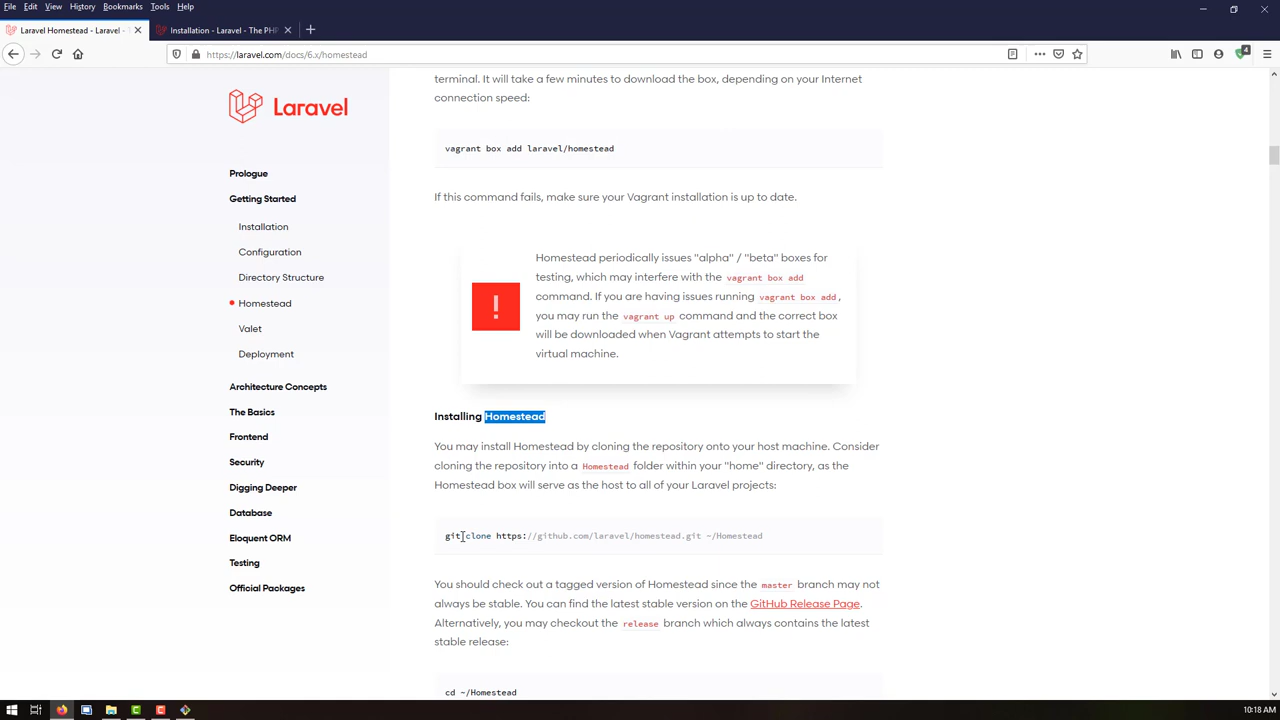 File Edit View History Bookmarks Tools Help
Laravel Homestead - Laravel -
Installation - Laravel - The PHP
https://laravel.com/docs/6.x/homestead
4
Laravel
Prologue
Getting Started
Installation
Configuration
Directory Structure
Homestead
Valet
Deployment
Architecture Concepts
The Basics
Frontend
Security
Digging Deeper
Database
Eloquent ORM
Testing
Official Packages
terminal. It will take a few minutes to download the box, depending on your Internet
connection speed:
vagrant box add laravel/homestead
If this command fails, make sure your Vagrant installation is up to date.
!
Homestead periodically issues "alpha" / "beta" boxes for
testing, which may interfere with the vagrant box add
command. If you are having issues running vagrant box add,
you may run the vagrant up command and the correct box
will be downloaded when Vagrant attempts to start the
virtual machine.
Installing Homestead
You may install Homestead by cloning the repository onto your host machine. Consider
cloning the repository into a Homestead folder within your "home" directory, as the
Homestead box will serve as the host to all of your Laravel projects:
git clone https://github.com/laravel/homestead.git ~/Homestead
You should check out a tagged version of Homestead since the master branch may not
always be stable. You can find the latest stable version on the GitHub Release Page.
Alternatively, you may checkout the release branch which always contains the latest
stable release:
cd ~/Homestead
10:18 AM